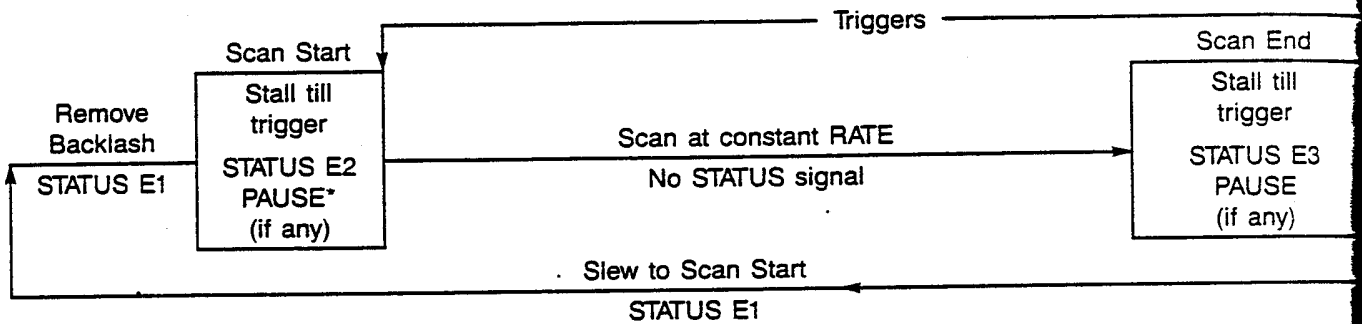 Triggers
Scan Start
Scan End
Remove
Backlash
STATUS E1
Stall till
trigger
STATUS E2
PAUSE*
(if any)
Scan at constant RATE
No STATUS signal
Stall till
trigger
STATUS E3
PAUSE
(if any)
Slew to Scan Start
STATUS E1